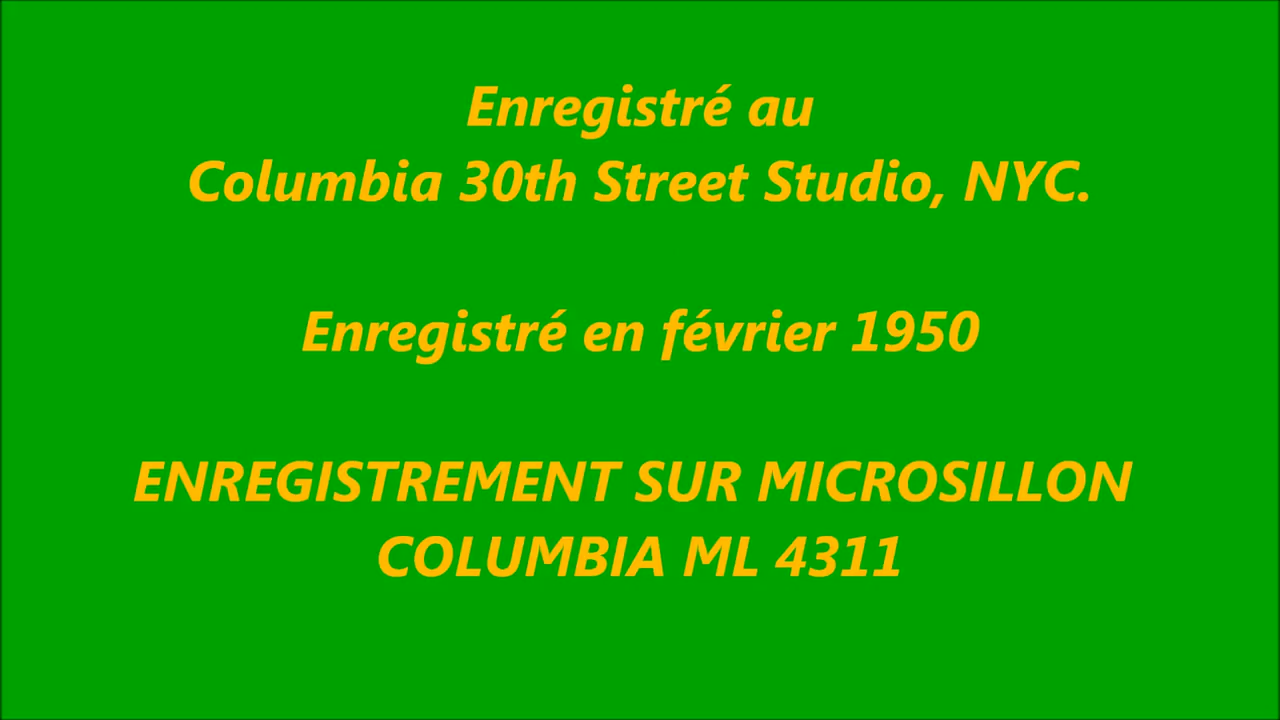 Enregistré au
Columbia 30th Street Studio, NYC.
Enregistré en février 1950
ENREGISTREMENT SUR MICROSILLON
COLUMBIA ML 4311